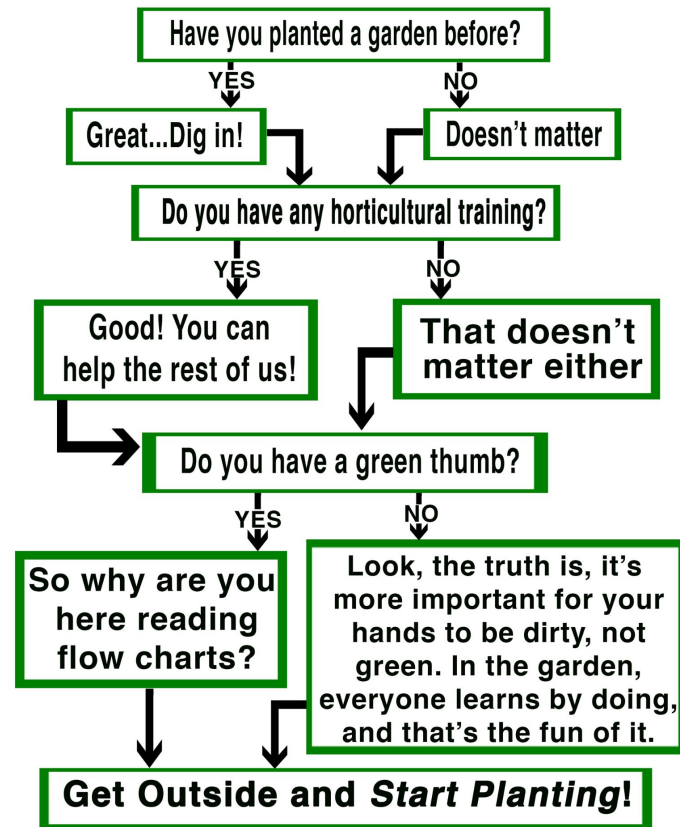 Have you planted a garden before?
YES
NO
Great...Dig in!
Doesn't matter
Do you have any horticultural training?
YES
NO
Good! You can
help the rest of us!
That doesn't
matter either
Do you have a green thumb?
YES
NO
So why are you
here reading
flow charts?
Look, the truth is, it's
more important for your
hands to be dirty, not
green. In the garden,
everyone learns by doing,
and that's the fun of it.
Get Outside and Start Planting!